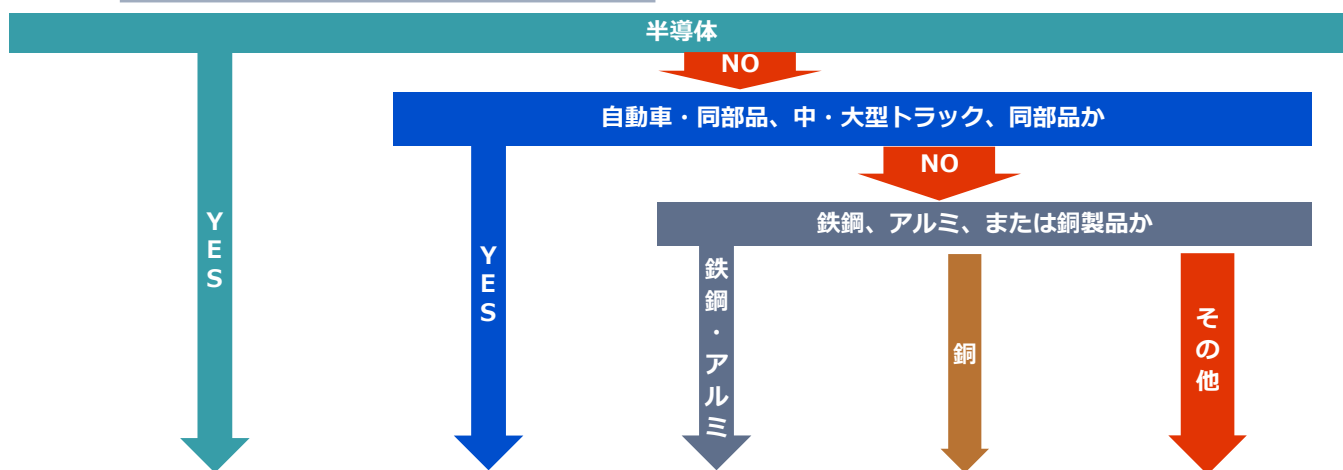 半導体
NO
自動車・同部品、中・大型トラック、同部品か
NO
鉄鋼、アルミ、または銅製品か
YES
YES
鉄鋼・アルミ
銅
その他